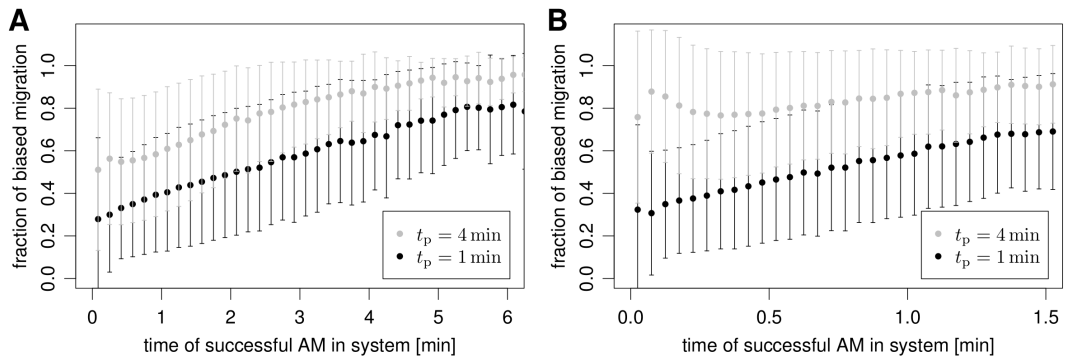 A
fraction of biased migration
0.0 0.2 0.4 0.6 0.8 1.0
t_p = 4 min
t_p = 1 min
0 1 2 3 4 5 6
time of successful AM in system [min]
B
fraction of biased migration
0.0 0.2 0.4 0.6 0.8 1.0
t_p = 4 min
t_p = 1 min
0.0 0.5 1.0 1.5
time of successful AM in system [min]